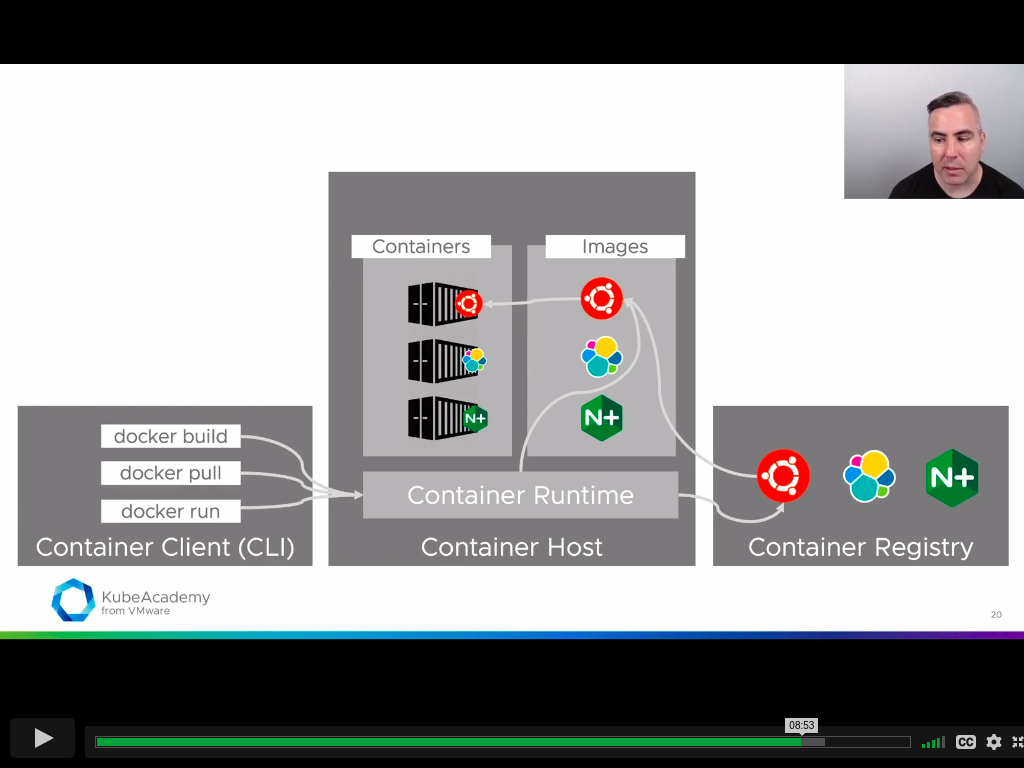 Containers
Images
N+
N+
docker build
docker pull
docker run
Container Runtime
N+
Container Client (CLI)
Container Host
Container Registry
KubeAcademy
from VMware
20
08:53
CC